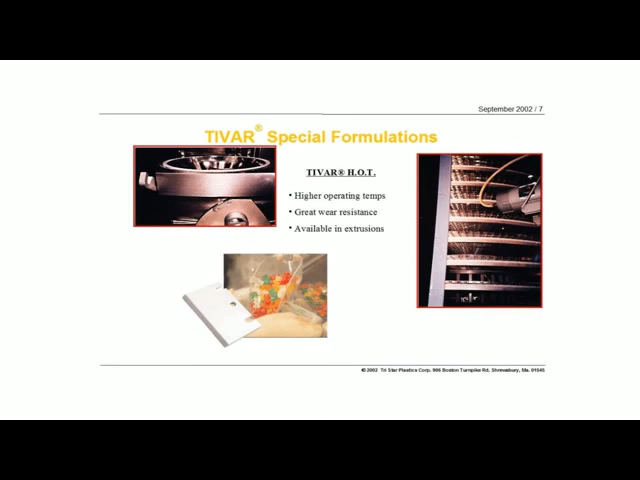 September 2002 / 7
TIVAR® Special Formulations
TIVAR® H.O.T.
• Higher operating temps
• Great wear resistance
• Available in extrusions
© 2002 Tri Star Plastics Corp. 906 Boston Turnpike Rd. Shrewsbury, Ma. 01545